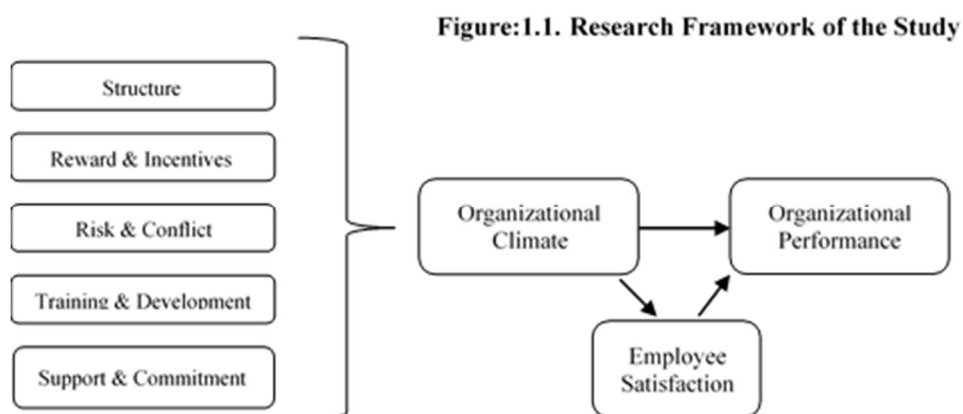 Figure:1.1. Research Framework of the Study
Structure
Reward & Incentives
Risk & Conflict
Training & Development
Support & Commitment
Organizational
Climate
Organizational
Performance
Employee
Satisfaction